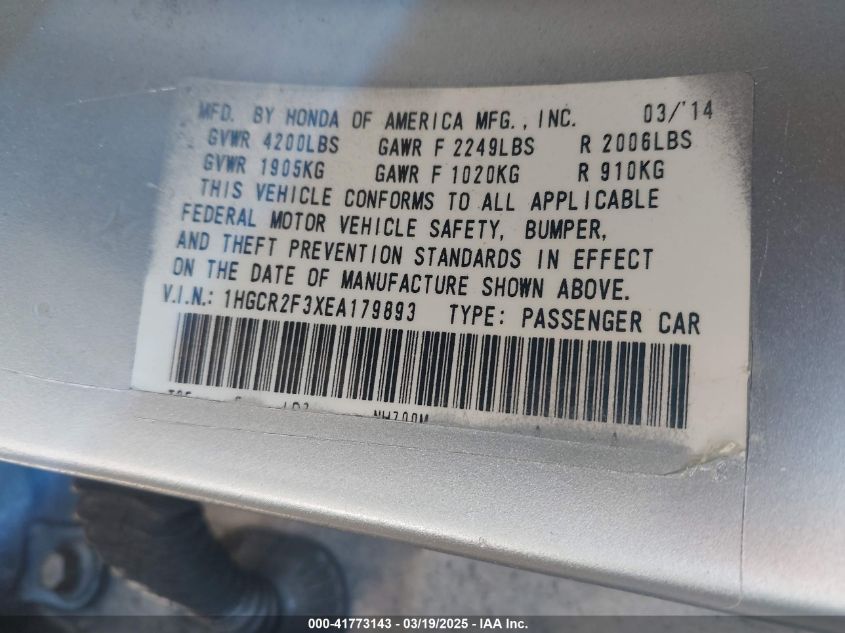 MFD. BY HONDA OF AMERICA MFG., INC. 03/'14
GVWR 4200LBS GAWR F 2249LBS R 2006LBS
GVWR 1905KG GAWR F 1020KG R 910KG
THIS VEHICLE CONFORMS TO ALL APPLICABLE
FEDERAL MOTOR VEHICLE SAFETY, BUMPER,
AND THEFT PREVENTION STANDARDS IN EFFECT
ON THE DATE OF MANUFACTURE SHOWN ABOVE.
V.I.N.: 1HGCR2F3XEA179893 TYPE: PASSENGER CAR
NH700M
000-41773143 - 03/19/2025 - IAA Inc.